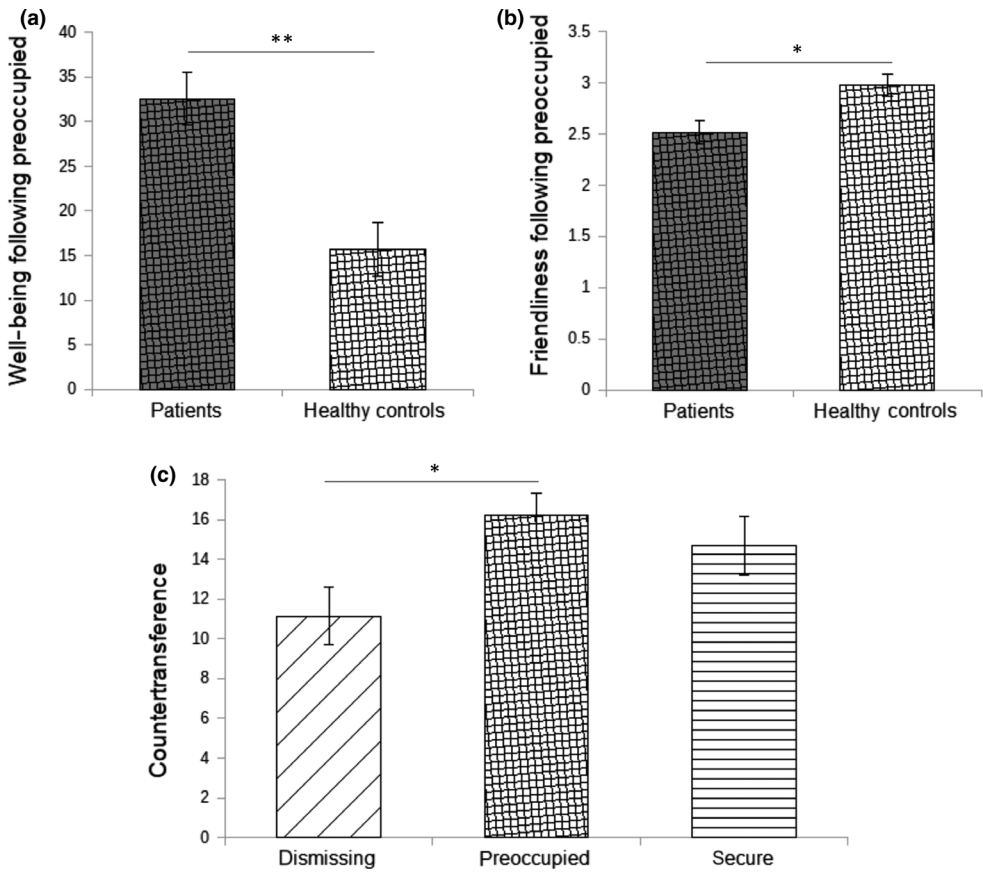 (a)
Well-being following preoccupied
40
35
30
25
20
15
10
5
0
**
Patients
Healthy controls
(b)
Friendliness following preoccupied
3.5
3
2.5
2
1.5
1
0.5
0
*
Patients
Healthy controls
(c)
Countertransference
18
16
14
12
10
8
6
4
2
0
*
Dismissing
Preoccupied
Secure